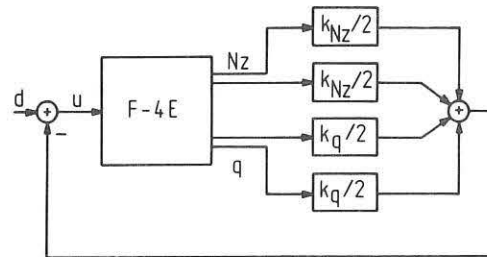 k_Nz/2
Nz
k_Nz/2
d
+
u
F-4E
+
−
k_q/2
q
k_q/2